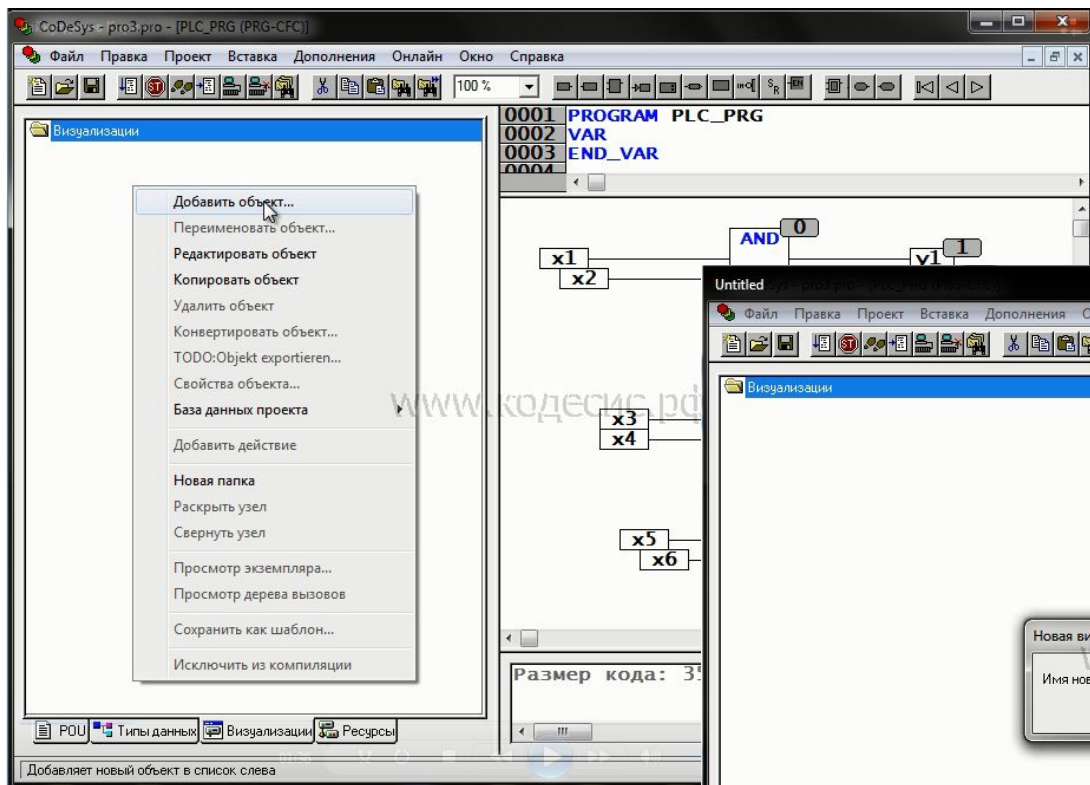 CoDeSys - pro3.pro - [PLC_PRG (PRG-CFC)]
Файл Правка Проект Вставка Дополнения Онлайн Окно Справка
100 %
Визуализации
0001 PROGRAM PLC_PRG
0002 VAR
0003 END_VAR
0004
Добавить объект...
Переименовать объект...
Редактировать объект
Копировать объект
Удалить объект
Конвертировать объект...
TODO:Objekt exportieren...
Свойства объекта...
База данных проекта
Добавить действие
Новая папка
Раскрыть узел
Свернуть узел
Просмотр экземпляра...
Просмотр дерева вызовов
Сохранить как шаблон...
Исключить из компиляции
AND 0
x1
x2
y1 1
x3
x4
x5
x6
www.кодесис.рф
Размер кода:
POU Типы данных Визуализации Ресурсы
Добавляет новый объект в список слева
Untitled
Файл Правка Проект Вставка Дополнения
Визуализации
Новая ви
Имя нов